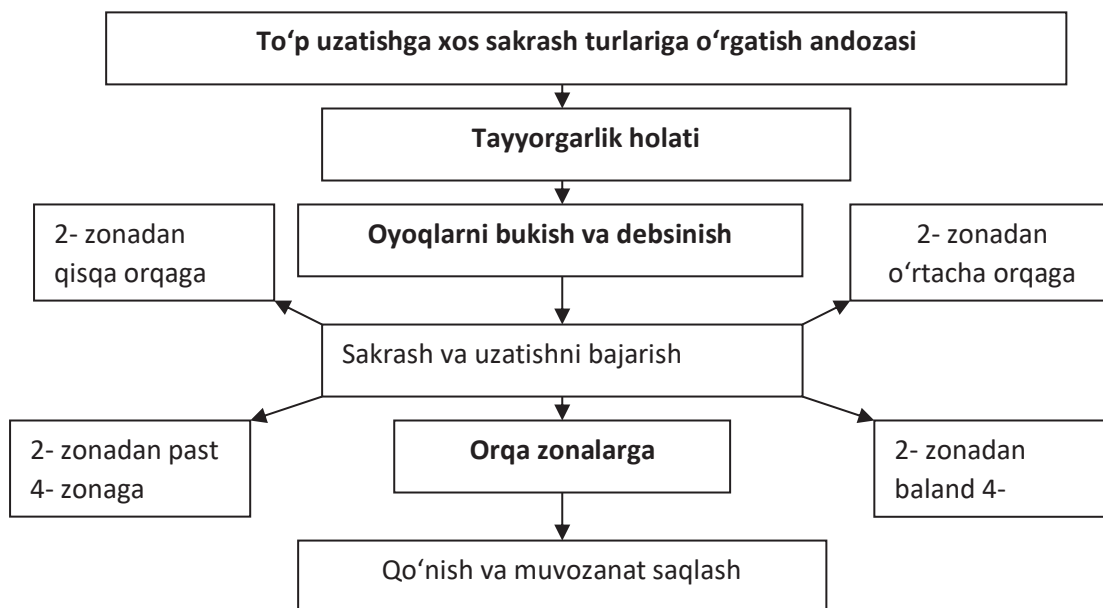 To‘p uzatishga xos sakrash turlariga o‘rgatish andozasi
Tayyorgarlik holati
Oyoqlarni bukish va debsinish
2- zonadan
qisqa orqaga
2- zonadan
o‘rtacha orqaga
Sakrash va uzatishni bajarish
2- zonadan past
4- zonaga
Orqa zonalarga
2- zonadan
baland 4-
Qo‘nish va muvozanat saqlash